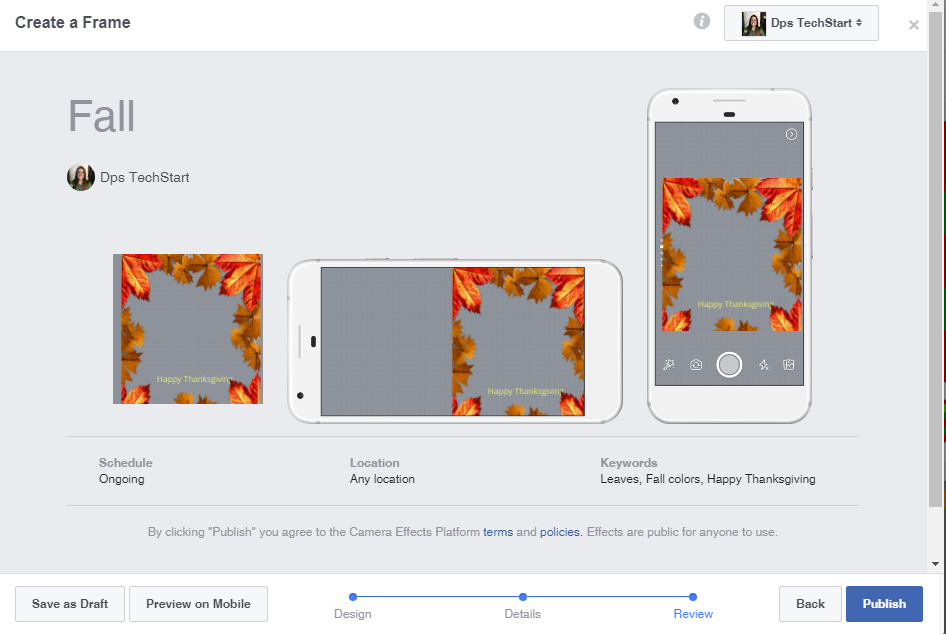 Create a Frame
Dps TechStart
Fall
Dps TechStart
Happy Thanksgiving
Happy Thanksgiving
Happy Thanksgiving
Schedule
Ongoing
Location
Any location
Keywords
Leaves, Fall colors, Happy Thanksgiving
By clicking "Publish" you agree to the Camera Effects Platform terms and policies. Effects are public for anyone to use.
Save as Draft
Preview on Mobile
Design
Details
Review
Back
Publish